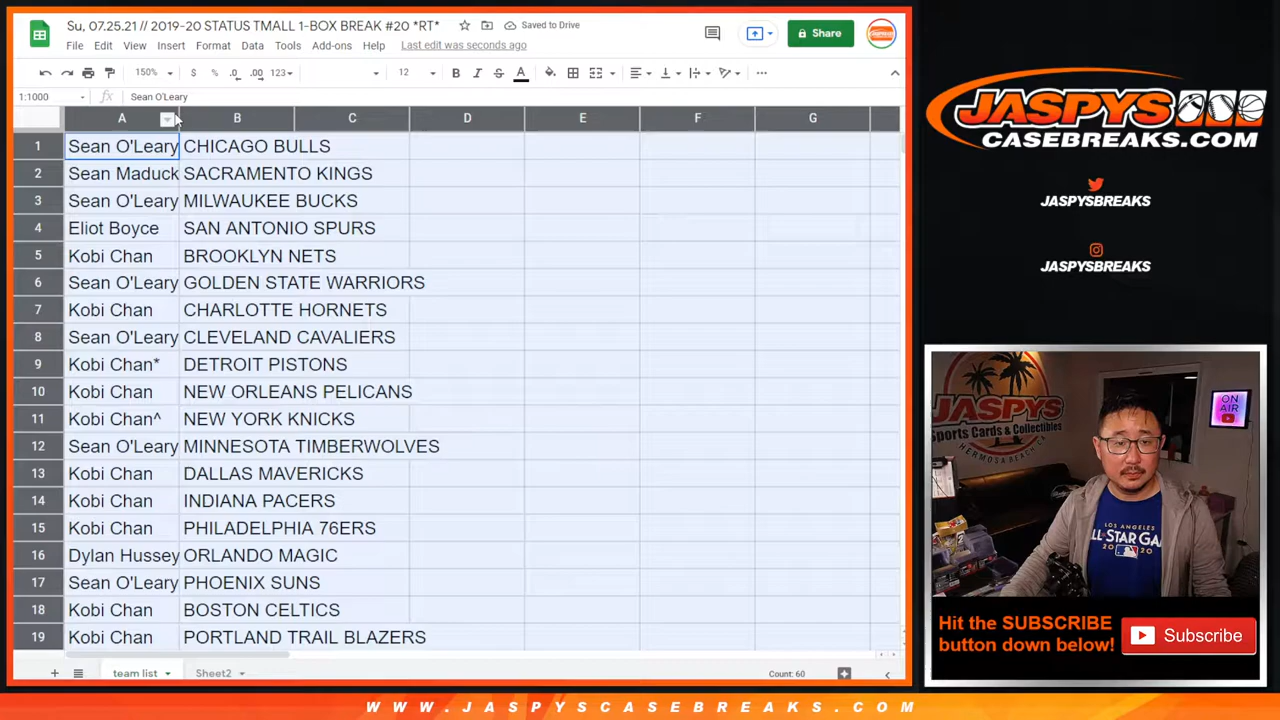 Su, 07.25.21 // 2019-20 STATUS TMALL 1-BOX BREAK #20 *RT*
Saved to Drive
File Edit View Insert Format Data Tools Add-ons Help Last edit was seconds ago
Share
150% $ % .0 .00 123 12 B I S A
1:1000 fx Sean O'Leary
A B C D E F G
1 Sean O'Leary CHICAGO BULLS
2 Sean Maduck SACRAMENTO KINGS
3 Sean O'Leary MILWAUKEE BUCKS
4 Eliot Boyce SAN ANTONIO SPURS
5 Kobi Chan BROOKLYN NETS
6 Sean O'Leary GOLDEN STATE WARRIORS
7 Kobi Chan CHARLOTTE HORNETS
8 Sean O'Leary CLEVELAND CAVALIERS
9 Kobi Chan* DETROIT PISTONS
10 Kobi Chan NEW ORLEANS PELICANS
11 Kobi Chan^ NEW YORK KNICKS
12 Sean O'Leary MINNESOTA TIMBERWOLVES
13 Kobi Chan DALLAS MAVERICKS
14 Kobi Chan INDIANA PACERS
15 Kobi Chan PHILADELPHIA 76ERS
16 Dylan Hussey ORLANDO MAGIC
17 Sean O'Leary PHOENIX SUNS
18 Kobi Chan BOSTON CELTICS
19 Kobi Chan PORTLAND TRAIL BLAZERS
team list Sheet2 Count: 60
JASPYS
CASEBREAKS.COM
JASPYSBREAKS
JASPYSBREAKS
JASPYS
Sports Cards & Collectibles
HERMOSA BEACH
ON
AIR
LOS ANGELES
ALL STAR GA
2020
Hit the SUBSCRIBE
button down below!
Subscribe
WWW.JASPYSCASEBREAKS.COM